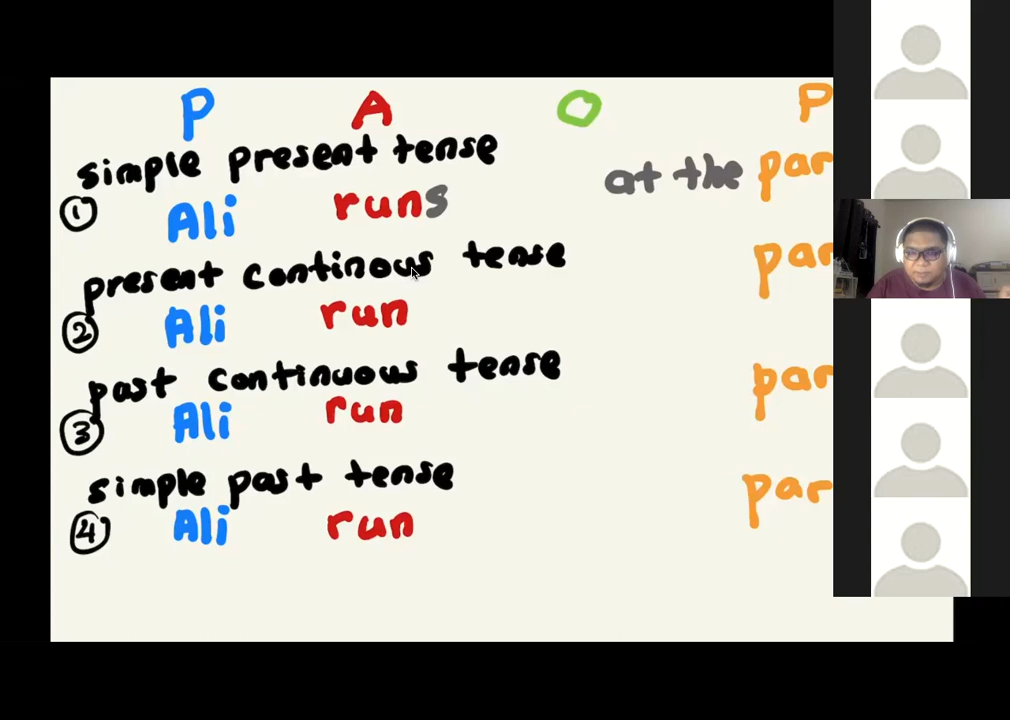 P A O P
simple present tense
1 Ali runs at the par
present continous tense
2 Ali run par
past continuous tense
3 Ali run par
simple past tense
4 Ali run par